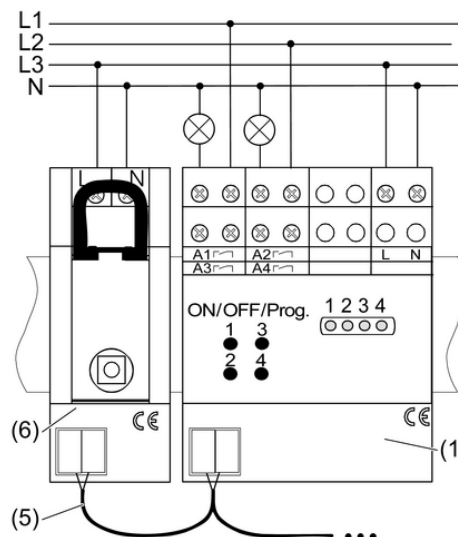 L1
L2
L3
N
L N
A1 A2
A3 A4 L N
ON/OFF/Prog.
1 2 3 4
1 3
2 4
(6)
CE
CE
(1
(5)